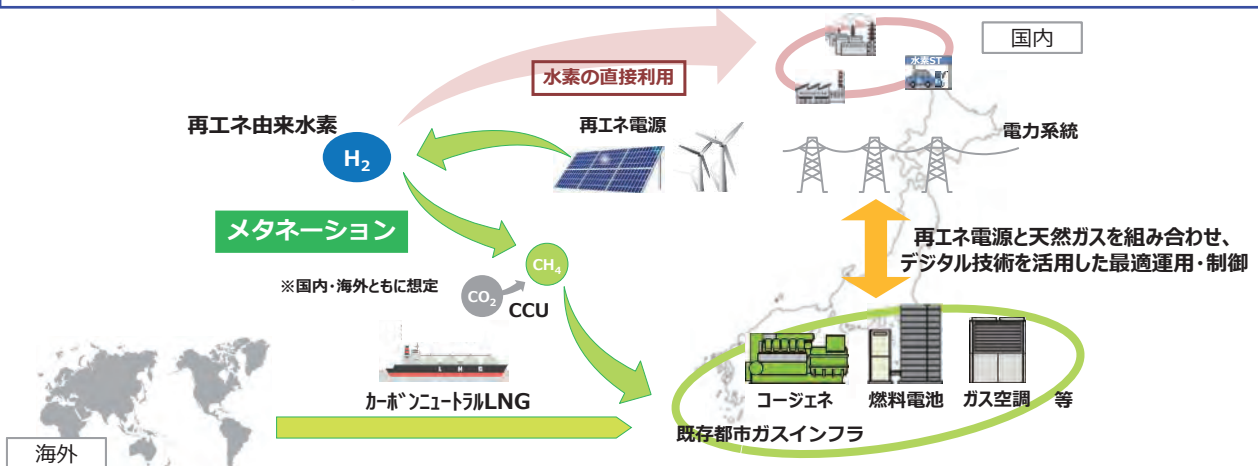 国内
水素ST
水素の直接利用
再エネ由来水素
再エネ電源
電力系統
H2
メタネーション
再エネ電源と天然ガスを組み合わせ、
デジタル技術を活用した最適運用・制御
CH4
※国内・海外ともに想定
CO2
CCU
LNG
カーボンニュートラルLNG
コージェネ
燃料電池
ガス空調
等
既存都市ガスインフラ
海外